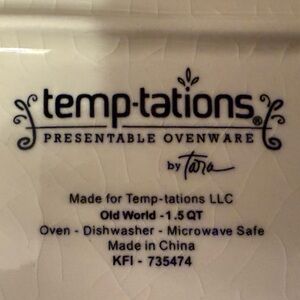 temp-tations®
PRESENTABLE OVENWARE
by Tara
Made for Temp-tations LLC
Old World - 1.5 QT
Oven - Dishwasher - Microwave Safe
Made in China
KFI - 735474